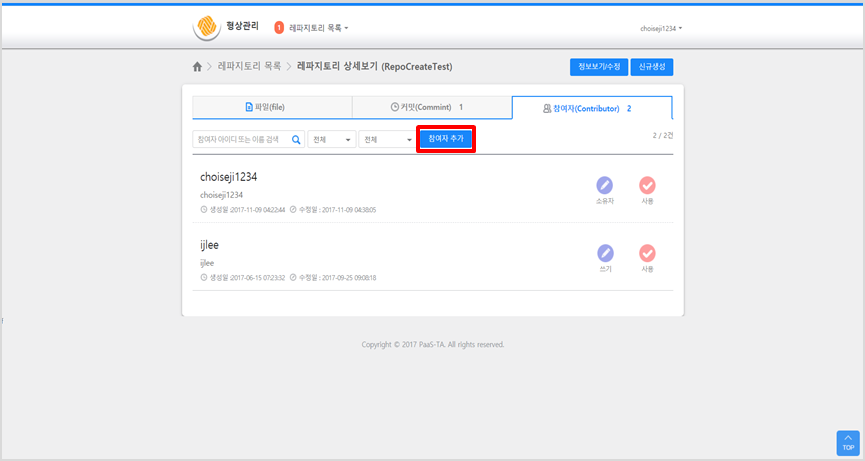 형상관리 1 레파지토리 목록 choiseji1234
레파지토리 목록 레파지토리 상세보기 (RepoCreateTest) 정보보기/수정 신규생성
파일(file) 커밋(Commint) 1 참여자(Contributor) 2
참여자 아이디 또는 이름 검색 전체 전체 참여자 추가 2 / 2건
choiseji1234
choiseji1234
생성일 :2017-11-09 04:22:44 수정일 : 2017-11-09 04:38:05
소유자 사용
ijlee
ijlee
생성일 :2017-06-15 07:23:32 수정일 : 2017-09-25 09:08:18
쓰기 사용
Copyright © 2017 PaaS-TA. All rights reserved.
TOP